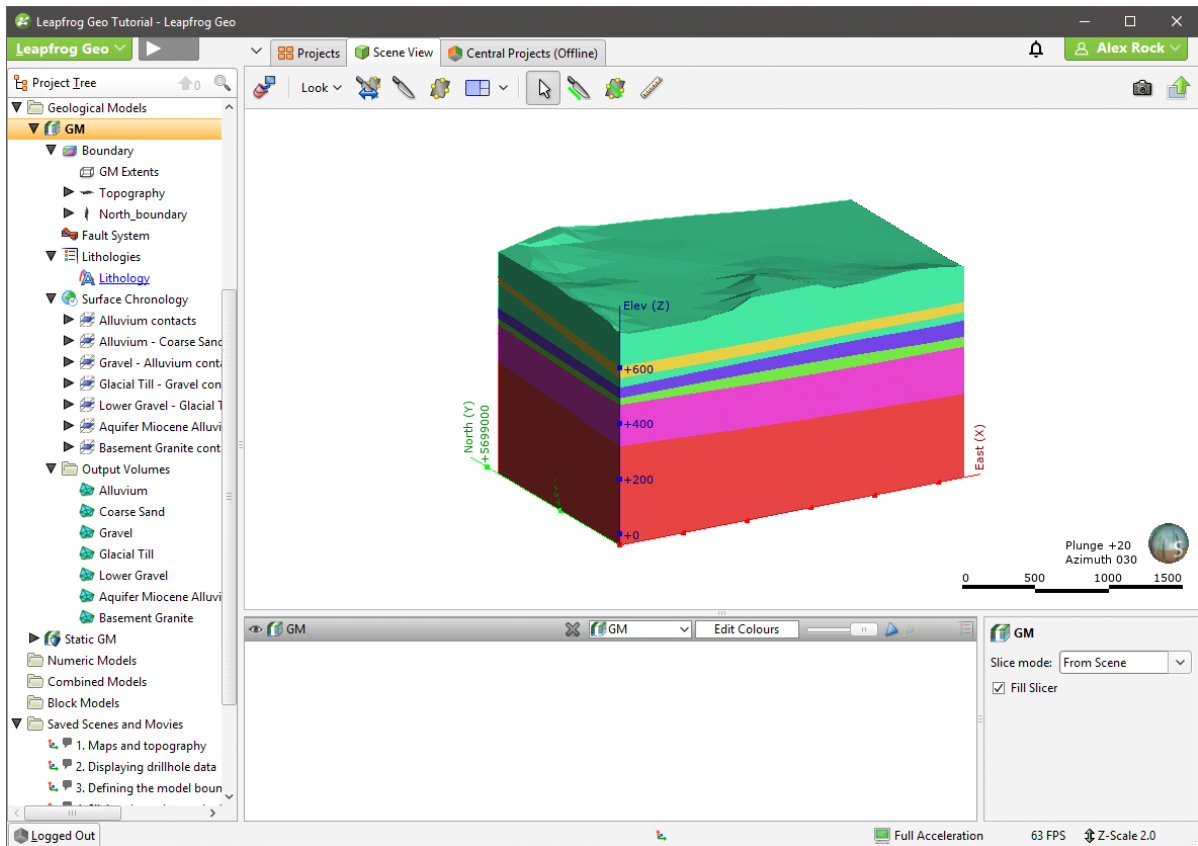 Leapfrog Geo Tutorial - Leapfrog Geo
Leapfrog Geo
Projects
Scene View
Central Projects (Offline)
Alex Rock
Project Tree
0
Look
Geological Models
GM
Boundary
GM Extents
Topography
North_boundary
Fault System
Lithologies
Lithology
Surface Chronology
Alluvium contacts
Alluvium - Coarse Sand
Gravel - Alluvium conta
Glacial Till - Gravel con
Lower Gravel - Glacial T
Aquifer Miocene Alluvi
Basement Granite cont
Output Volumes
Alluvium
Coarse Sand
Gravel
Glacial Till
Lower Gravel
Aquifer Miocene Alluvi
Basement Granite
Static GM
Numeric Models
Combined Models
Block Models
Saved Scenes and Movies
1. Maps and topography
2. Displaying drillhole data
3. Defining the model boun
Elev (Z)
+600
+400
+200
+0
North (Y)
+5699000
East (X)
Plunge +20
Azimuth 030
S
0 500 1000 1500
GM
GM
Edit Colours
GM
Slice mode: From Scene
Fill Slicer
Logged Out
Full Acceleration
63 FPS
Z-Scale 2.0